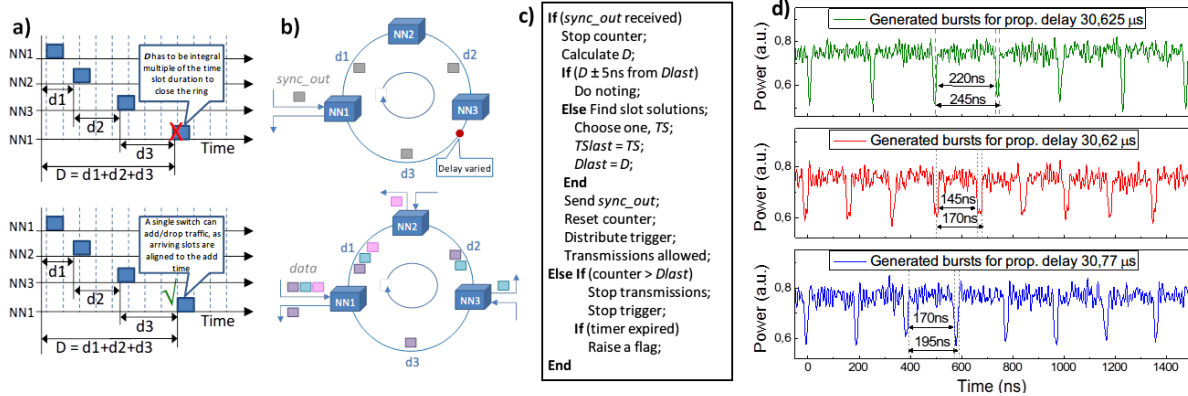 a)
NN1
NN2
NN3
NN1
d1
d2
d3
Time
D = d1+d2+d3
D has to be integral
multiple of the time
slot duration to
close the ring
X
NN1
NN2
NN3
NN1
d1
d2
d3
Time
D = d1+d2+d3
A single switch can
add/drop traffic, as
arriving slots are
aligned to the add
time
b)
sync_out
d1
NN2
d2
NN1
NN3
Delay varied
d3
NN2
d1
d2
data
NN1
NN3
d3
c)
If (sync_out received)
Stop counter;
Calculate D;
If (D ± 5ns from Dlast)
Do noting;
Else Find slot solutions;
Choose one, TS;
TSlast = TS;
Dlast = D;
End
Send sync_out;
Reset counter;
Distribute trigger;
Transmissions allowed;
Else If (counter > Dlast)
Stop transmissions;
Stop trigger;
If (timer expired)
Raise a flag;
End
d)
Generated bursts for prop. delay 30,625 µs
Power (a.u.)
0.8
0.6
220ns
245ns
Generated bursts for prop. delay 30,62 µs
Power (a.u.)
0.8
0.6
145ns
170ns
Generated bursts for prop. delay 30,77 µs
Power (a.u.)
0.8
0.6
170ns
195ns
0 200 400 600 800 1000 1200 1400
Time (ns)